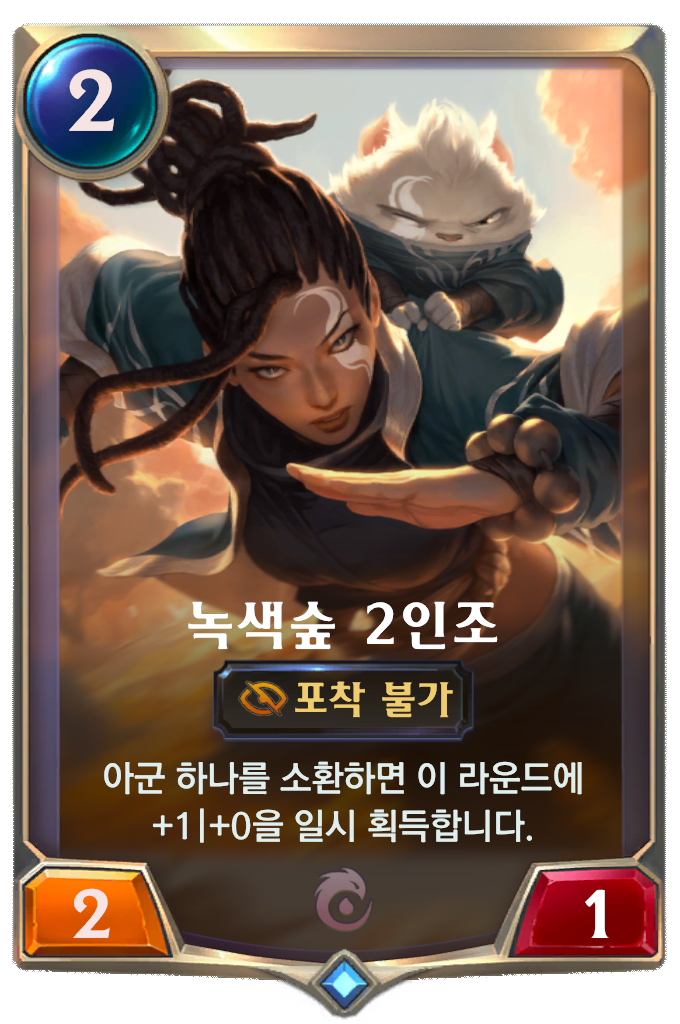 2
녹색숲 2인조
포착 불가
아군 하나를 소환하면 이 라운드에
+1|+0을 일시 획득합니다.
2
1